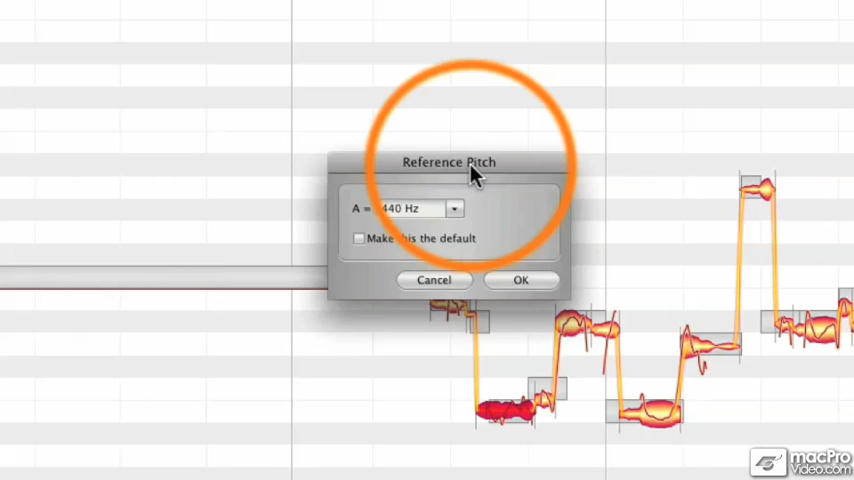 Reference Pitch
A = 440 Hz
Make this the default
Cancel
OK
macPro
Video.com